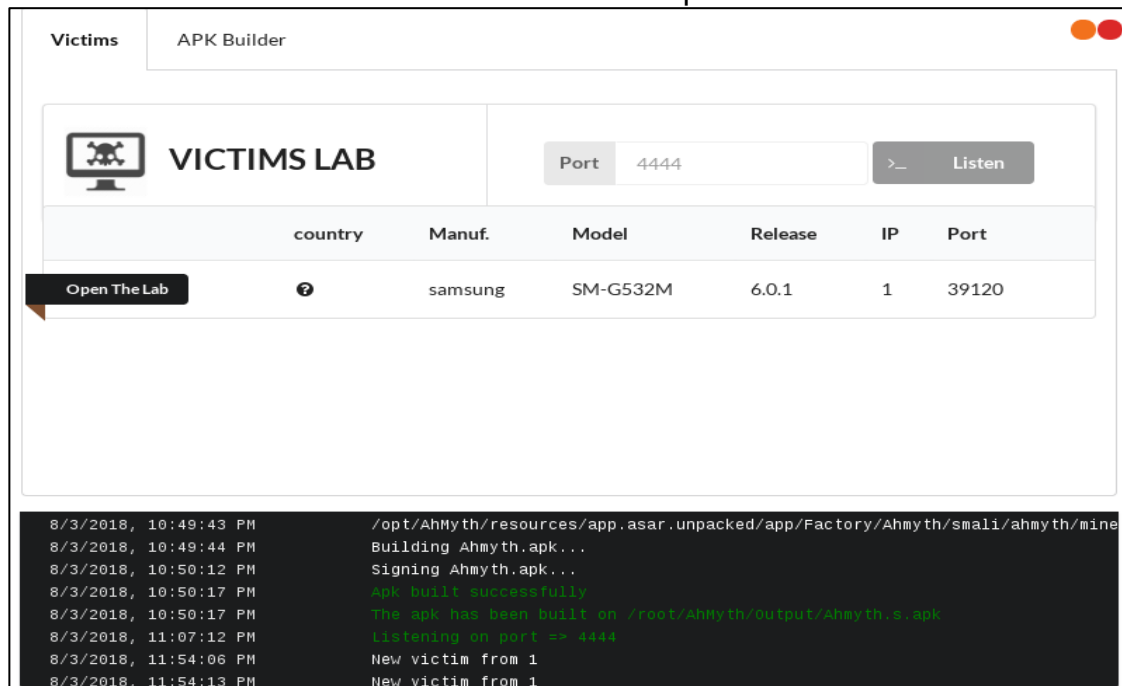 Victims APK Builder
VICTIMS LAB Port 4444 >_ Listen
country Manuf. Model Release IP Port
Open The Lab ? samsung SM-G532M 6.0.1 1 39120
8/3/2018, 10:49:43 PM /opt/AhMyth/resources/app.asar.unpacked/app/Factory/Ahmyth/smali/ahmyth/mine
8/3/2018, 10:49:44 PM Building Ahmyth.apk...
8/3/2018, 10:50:12 PM Signing Ahmyth.apk...
8/3/2018, 10:50:17 PM Apk built successfully
8/3/2018, 10:50:17 PM The apk has been built on /root/AhMyth/Output/Ahmyth.s.apk
8/3/2018, 11:07:12 PM Listening on port => 4444
8/3/2018, 11:54:06 PM New victim from 1
8/3/2018, 11:54:13 PM New victim from 1